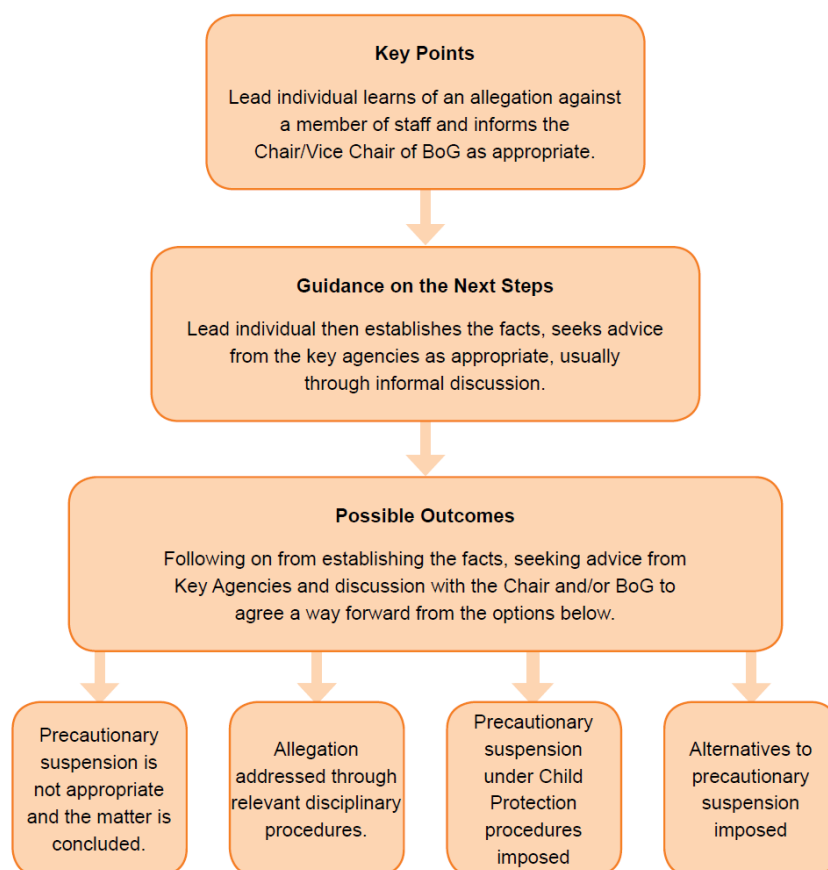 Key Points
Lead individual learns of an allegation against
a member of staff and informs the
Chair/Vice Chair of BoG as appropriate.
Guidance on the Next Steps
Lead individual then establishes the facts, seeks advice
from the key agencies as appropriate, usually
through informal discussion.
Possible Outcomes
Following on from establishing the facts, seeking advice from
Key Agencies and discussion with the Chair and/or BoG to
agree a way forward from the options below.
Precautionary
suspension is
not appropriate
and the matter is
concluded.
Allegation
addressed through
relevant disciplinary
procedures.
Precautionary
suspension
under Child
Protection
procedures
imposed
Alternatives to
precautionary
suspension imposed